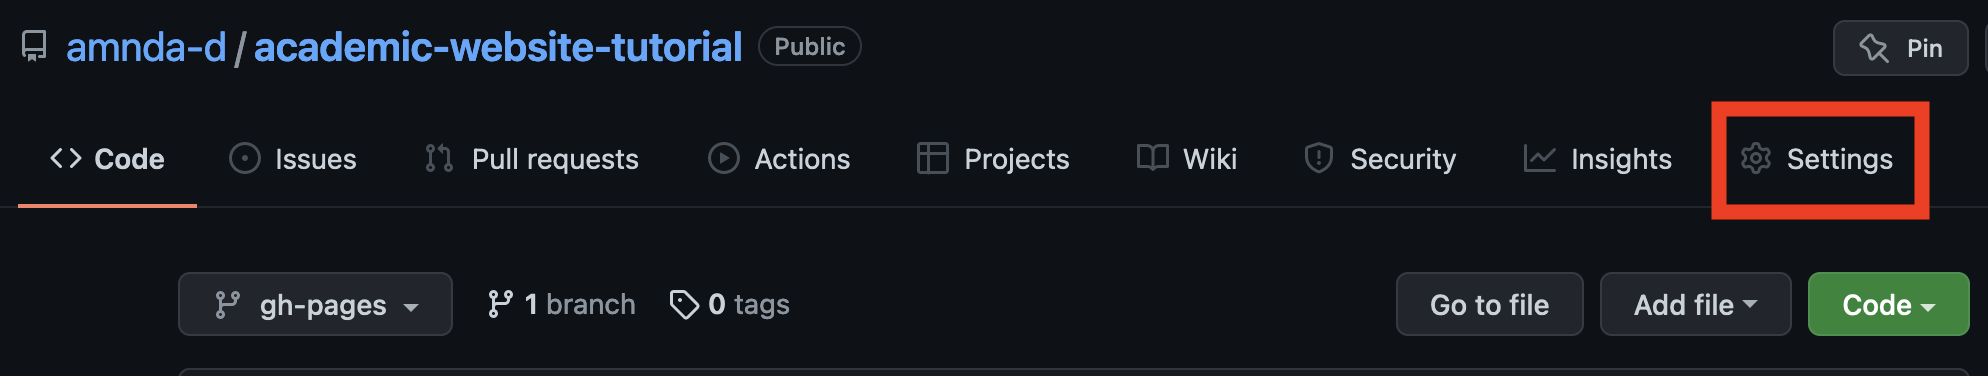 amnda-d/academic-website-tutorial Public Pin
Code Issues Pull requests Actions Projects Wiki Security Insights Settings
gh-pages 1 branch 0 tags Go to file Add file Code